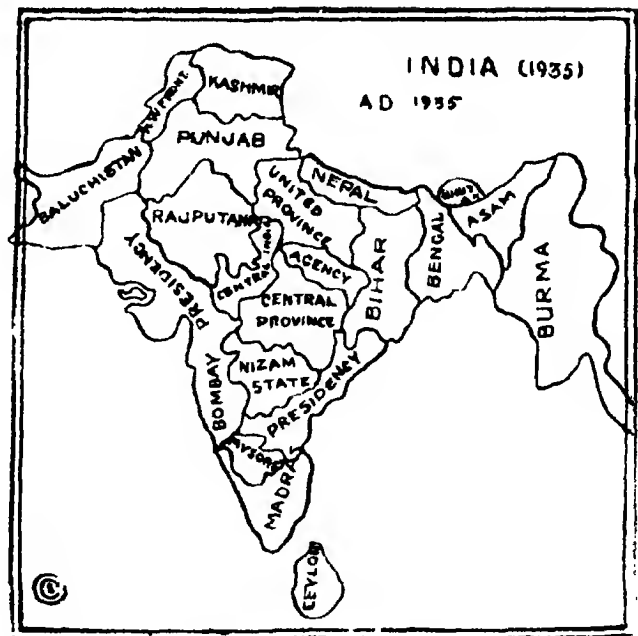 INDIA (1935)
AD 1935
KASHMIR
N.W FRONT.
PUNJAB
BALUCHISTAN
RAJPUTANA
UNITED
PROVINCE
NEPAL
ASAM
BENGAL
BIHAR
BURMA
CENTRAL INDIA
AGENCY
CENTRAL
PROVINCE
BOMBAY PRESIDENCY
NIZAM
STATE
MADRA PRESIDENCY
MYSORE
CEYLON